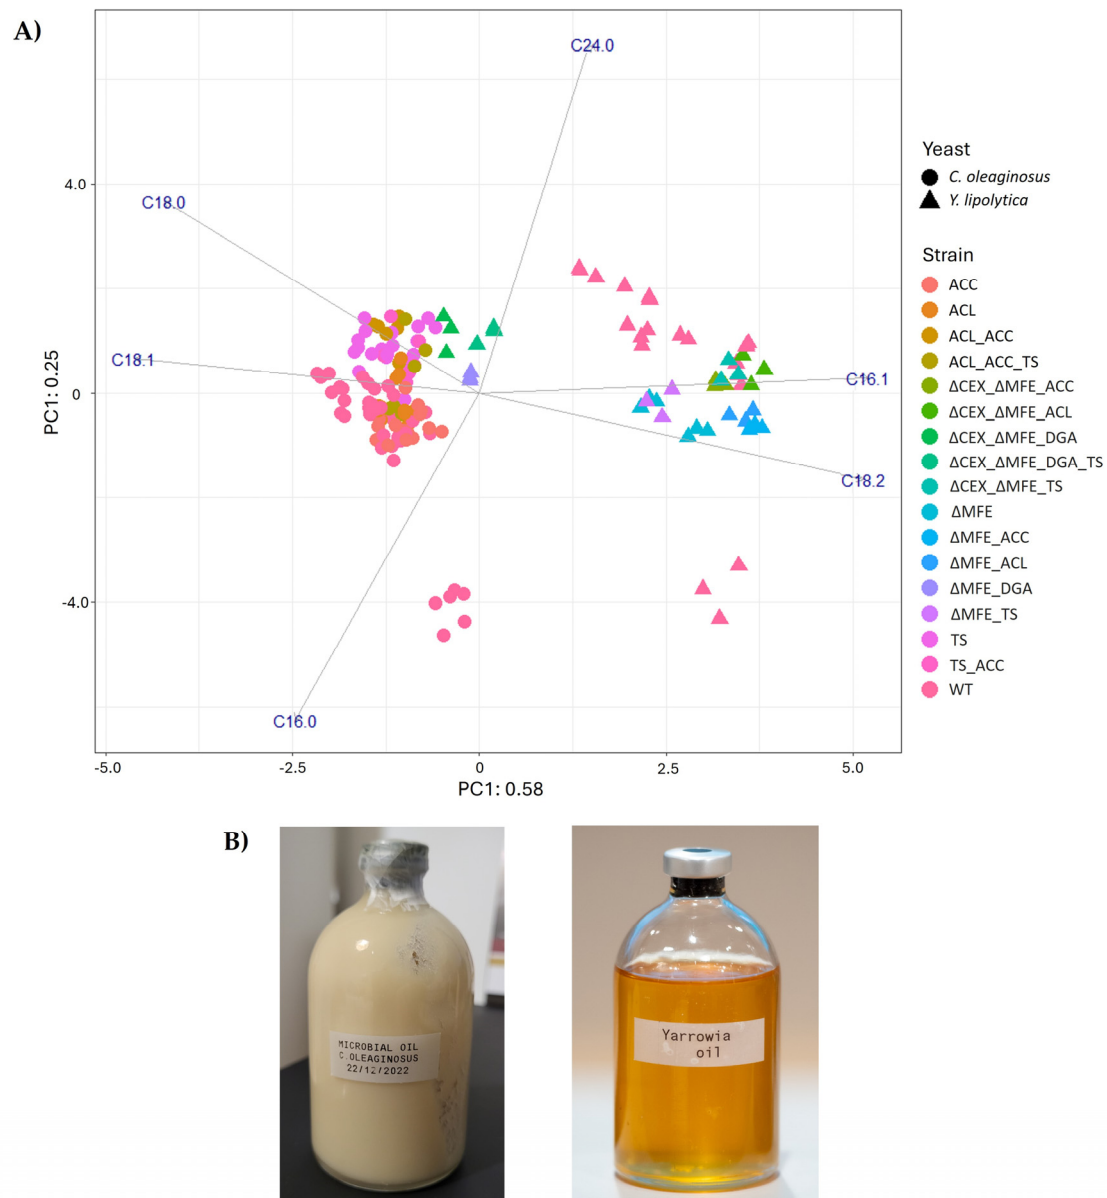 A)
C24.0
C18.0
C18.1
C16.1
C18.2
C16.0
4.0
0
-4.0
PC1: 0.25
-5.0
-2.5
0
2.5
5.0
PC1: 0.58
Yeast
C. oleaginosus
Y. lipolytica
Strain
ACC
ACL
ACL_ACC
ACL_ACC_TS
ΔCEX_ΔMFE_ACC
ΔCEX_ΔMFE_ACL
ΔCEX_ΔMFE_DGA
ΔCEX_ΔMFE_DGA_TS
ΔCEX_ΔMFE_TS
ΔMFE
ΔMFE_ACC
ΔMFE_ACL
ΔMFE_DGA
ΔMFE_TS
TS
TS_ACC
WT
B)
MICROBIAL OIL
C.OLEAGINOSUS
22/12/2022
Yarrowia
oil